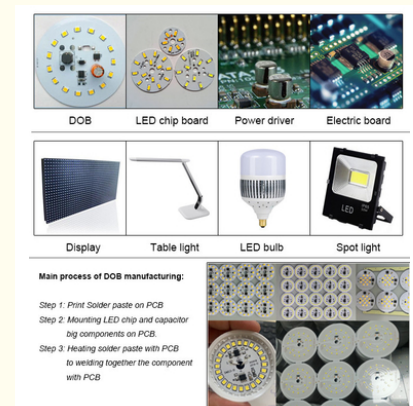 DOB
LED chip board
Power driver
Electric board
LED
Display
Table light
LED bulb
Spot light
Main process of DOB manufacturing:
Step 1: Print Solder paste on PCB
Step 2: Mounting LED chip and capacitor
big components on PCB.
Step 3: Heating solder paste with PCB
to welding together the component
with PCB